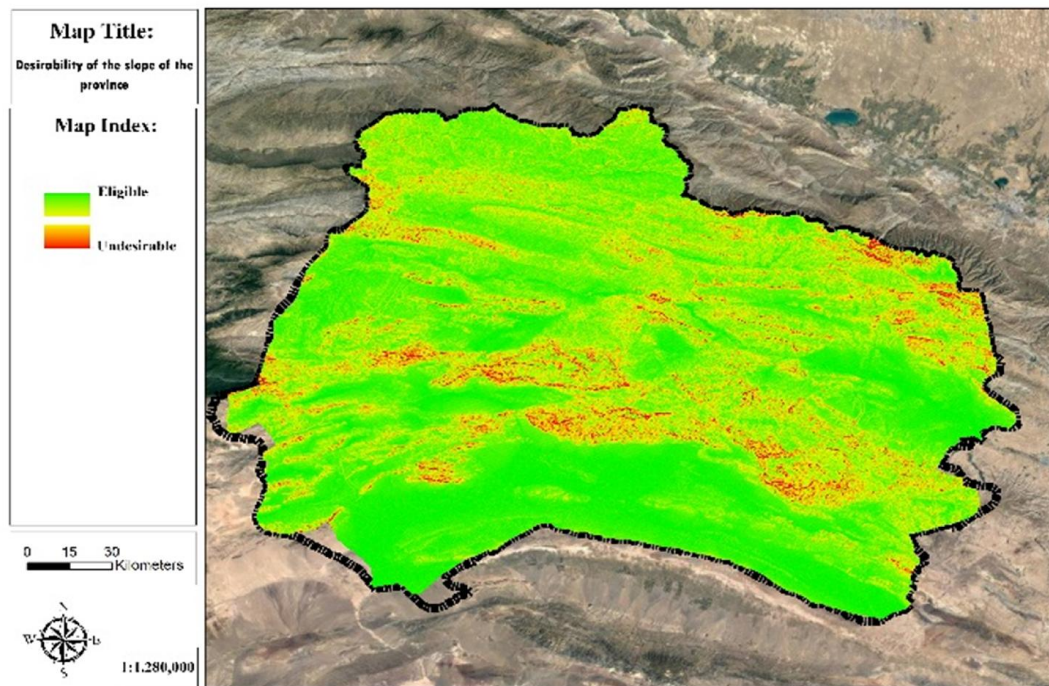 Map Title:
Desirability of the slope of the
province
Map Index:
Eligible
Undesirable
0 15 30
Kilometers
N
W E
S
1:1.280,000